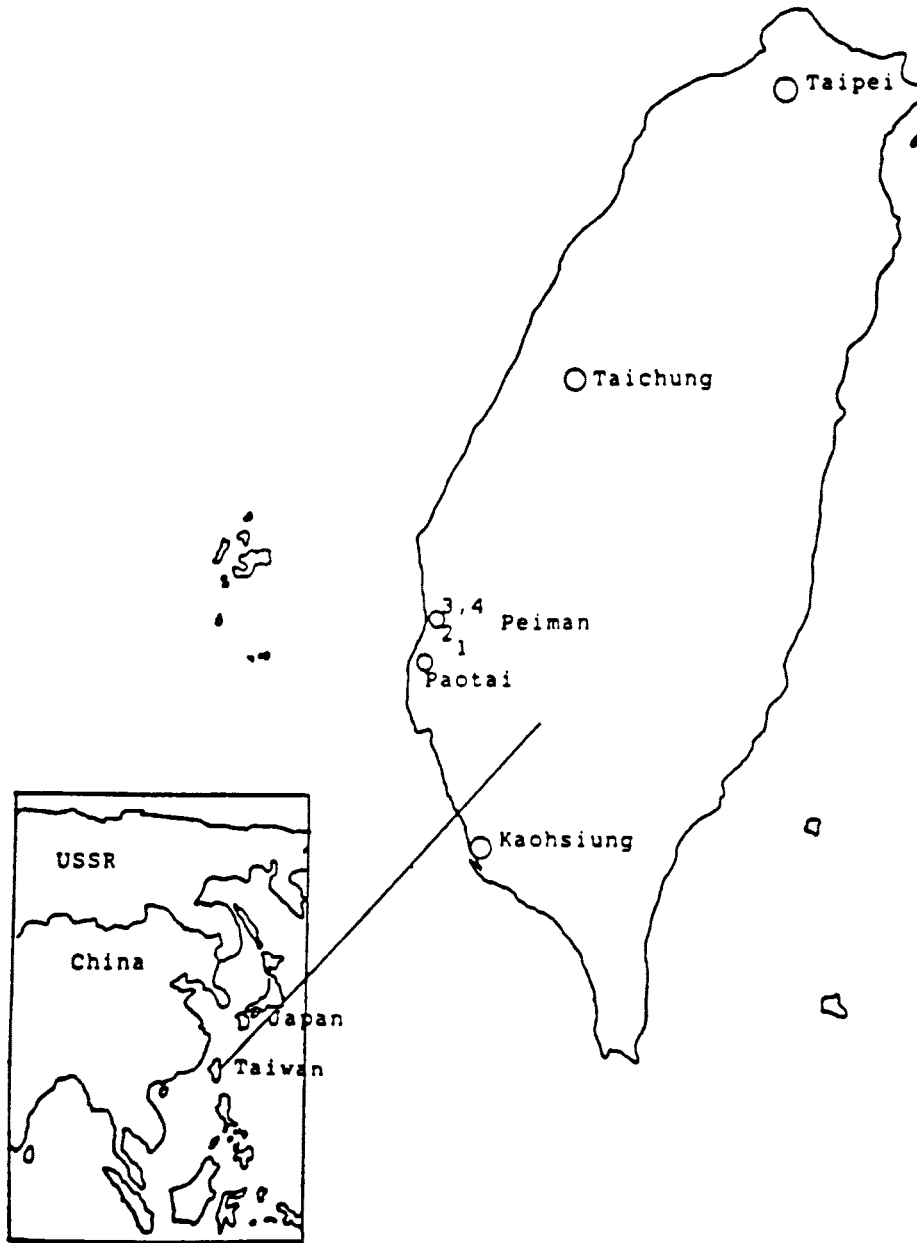 Taipei
Taichung
3,4
Peiman
2
1
Paotai
Kaohsiung
USSR
China
Japan
Taiwan